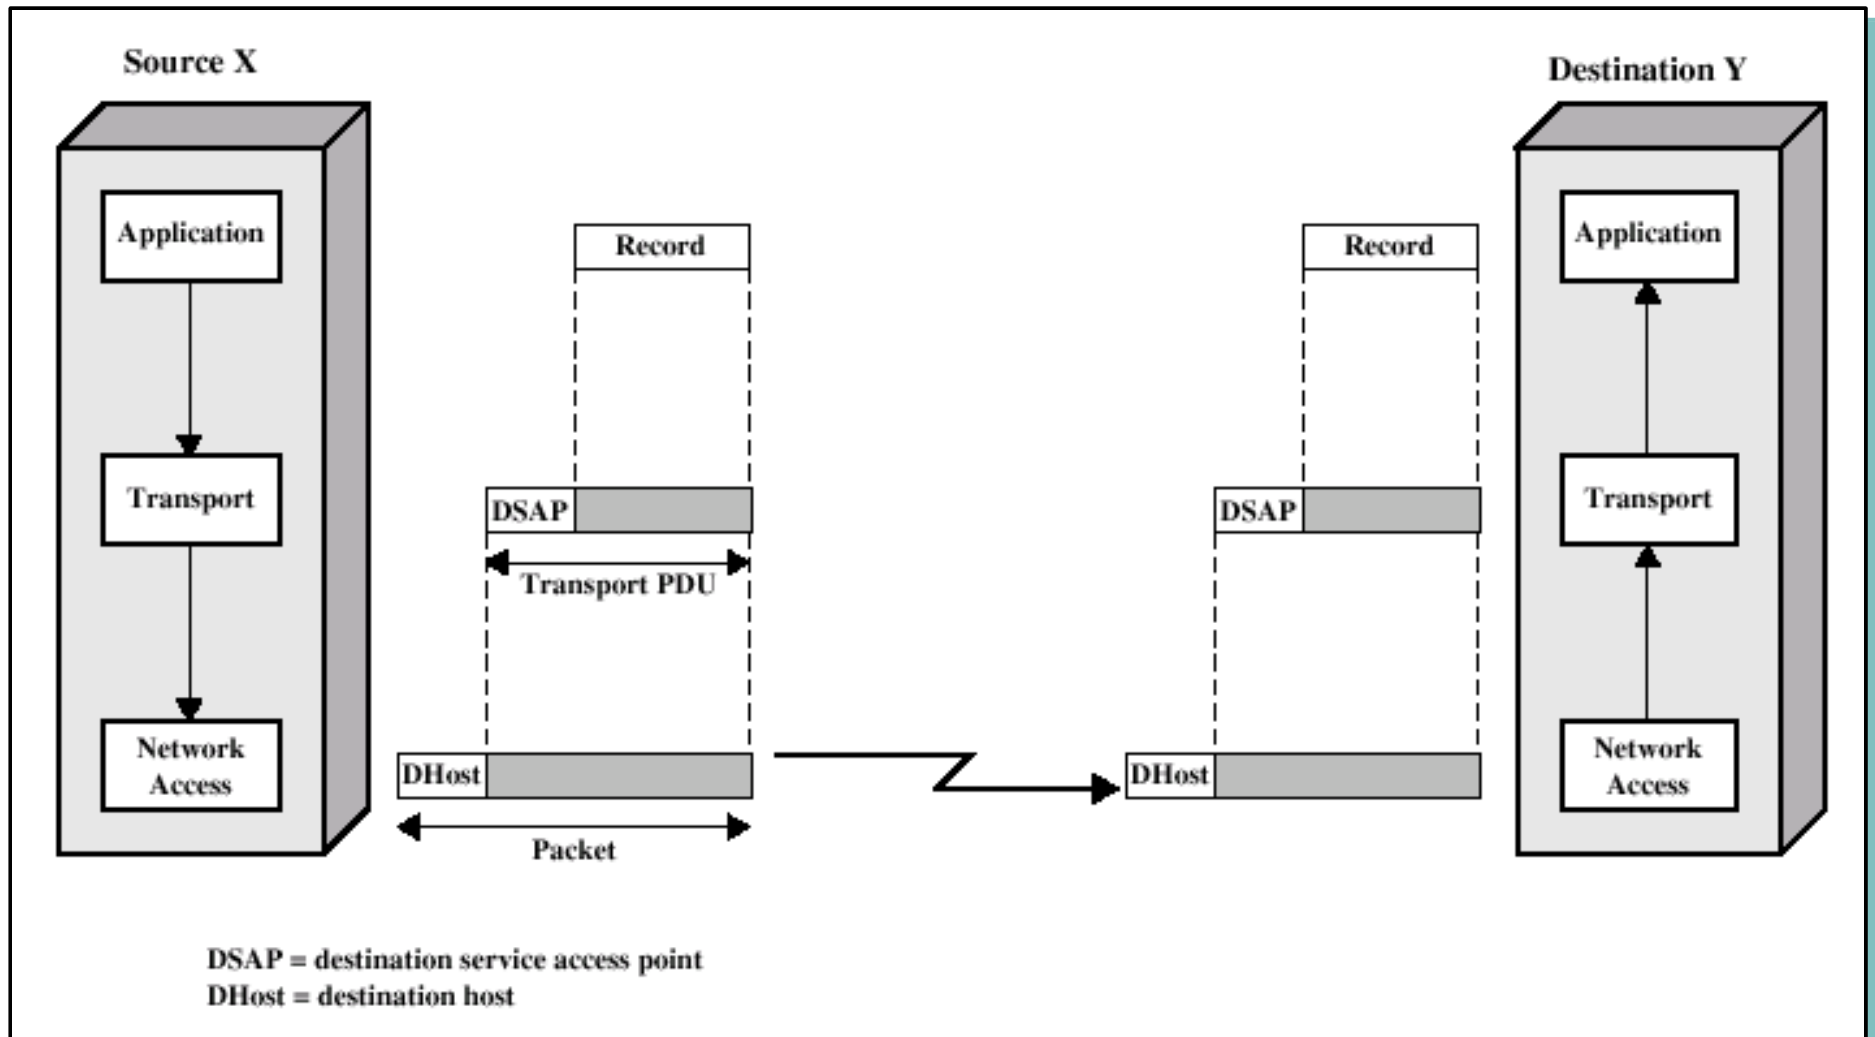 Source X
Destination Y
Application
Record
Record
Application
Transport
DSAP
DSAP
Transport
Transport PDU
Network
Access
DHost
DHost
Network
Access
Packet
DSAP = destination service access point
DHost = destination host